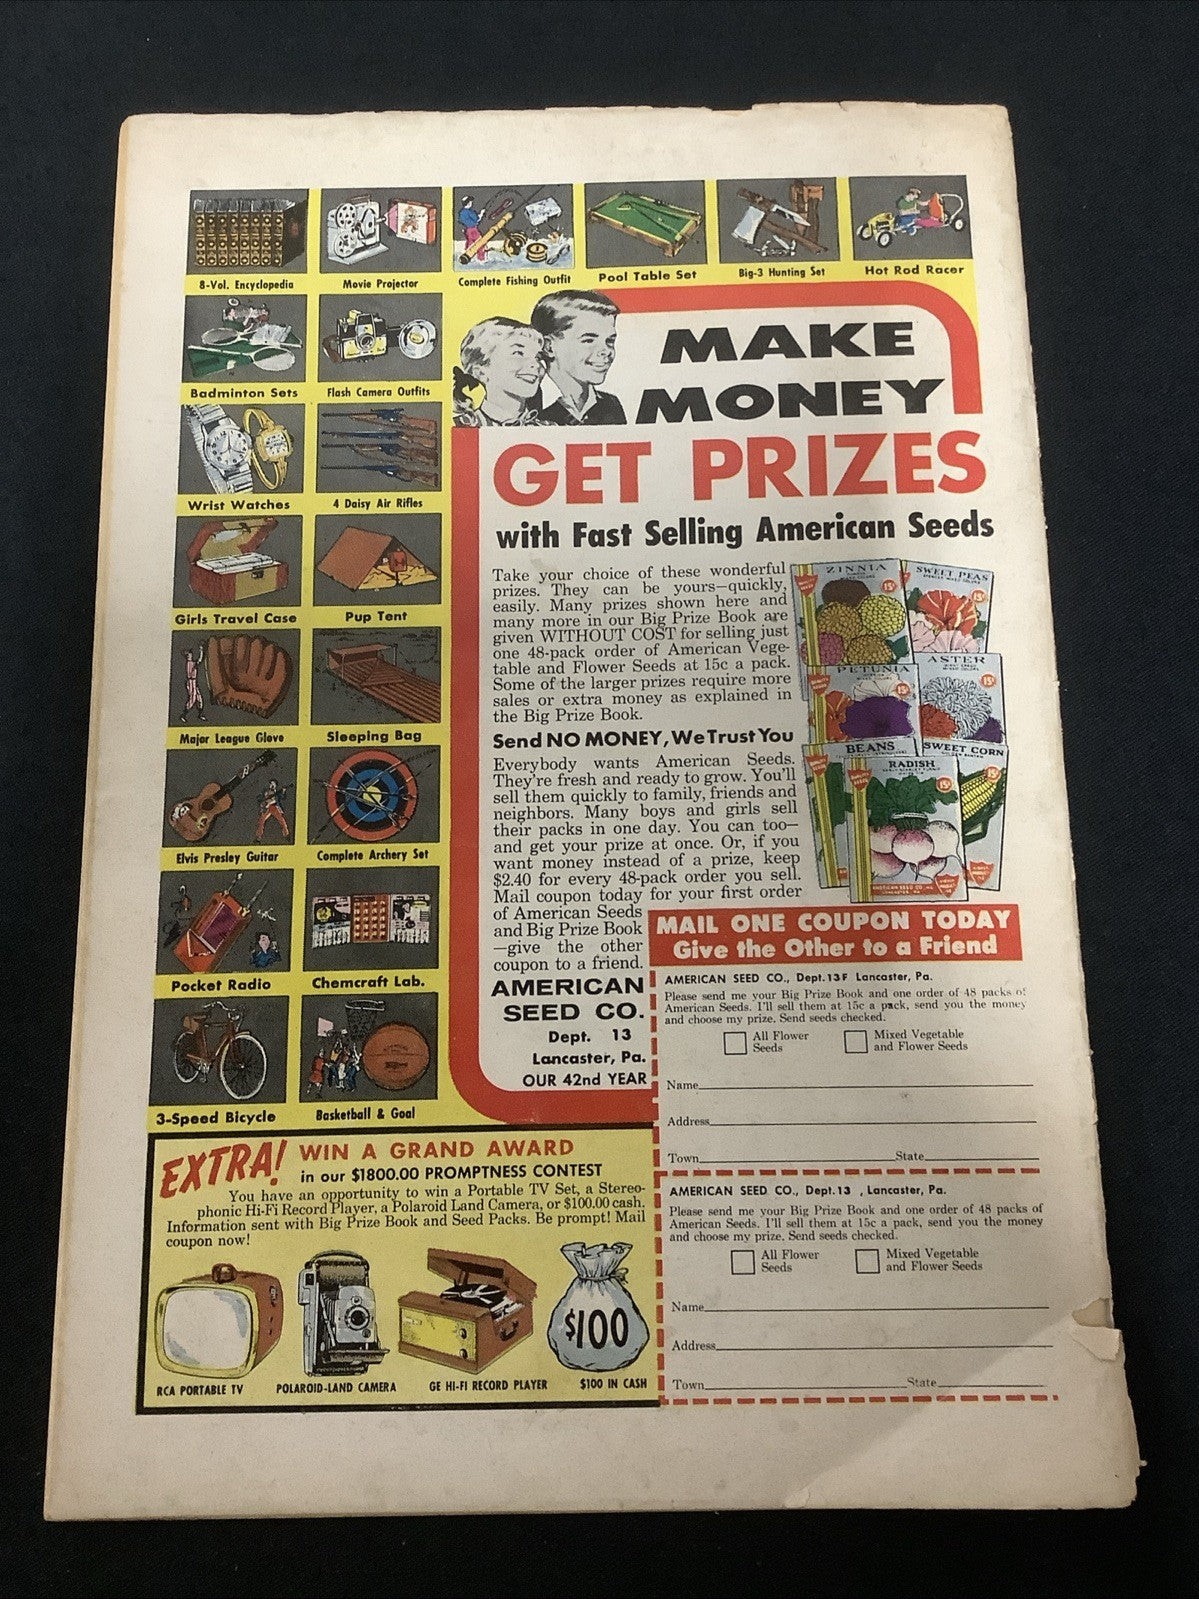 8-Vol. Encyclopedia
Movie Projector
Complete Fishing Outfit
Pool Table Set
Big-3 Hunting Set
Hot Rod Racer
Badminton Sets
Flash Camera Outfits
Wrist Watches
4 Daisy Air Rifles
Girls Travel Case
Pup Tent
Major League Glove
Sleeping Bag
Elvis Presley Guitar
Complete Archery Set
Pocket Radio
Chemcraft Lab.
3-Speed Bicycle
Basketball & Goal
MAKE
MONEY
GET PRIZES
with Fast Selling American Seeds
Take your choice of these wonderful
prizes. They can be yours—quickly,
easily. Many prizes shown here and
many more in our Big Prize Book are
given WITHOUT COST for selling just
one 48-pack order of American Vege-
table and Flower Seeds at 15c a pack.
Some of the larger prizes require more
sales or extra money as explained in
the Big Prize Book.
Send NO MONEY, We Trust You
Everybody wants American Seeds.
They're fresh and ready to grow. You'll
sell them quickly to family, friends and
neighbors. Many boys and girls sell
their packs in one day. You can too—
and get your prize at once. Or, if you
want money instead of a prize, keep
$2.40 for every 48-pack order you sell.
Mail coupon today for your first order
of American Seeds
and Big Prize Book
—give the other
coupon to a friend.
AMERICAN
SEED CO.
Dept. 13
Lancaster, Pa.
OUR 42nd YEAR
ZINNIA
15¢
SWEET PEAS
15¢
PETUNIA
15¢
ASTER
15¢
BEANS
SWEET CORN
RADISH
15¢
AMERICAN SEED CO.
MAIL ONE COUPON TODAY
Give the Other to a Friend
AMERICAN SEED CO., Dept. 13F Lancaster, Pa.
Please send me your Big Prize Book and one order of 48 packs of
American Seeds. I'll sell them at 15c a pack, send you the money
and choose my prize. Send seeds checked.
All Flower
Seeds
Mixed Vegetable
and Flower Seeds
Name
Address
Town State
AMERICAN SEED CO., Dept. 13 , Lancaster, Pa.
Please send me your Big Prize Book and one order of 48 packs of
American Seeds. I'll sell them at 15c a pack, send you the money
and choose my prize. Send seeds checked.
All Flower
Seeds
Mixed Vegetable
and Flower Seeds
Name
Address
Town State
EXTRA! WIN A GRAND AWARD
in our $1800.00 PROMPTNESS CONTEST
You have an opportunity to win a Portable TV Set, a Stereo-
phonic Hi-Fi Record Player, a Polaroid Land Camera, or $100.00 cash.
Information sent with Big Prize Book and Seed Packs. Be prompt! Mail
coupon now!
$100
RCA PORTABLE TV
POLAROID-LAND CAMERA
GE HI-FI RECORD PLAYER
$100 IN CASH